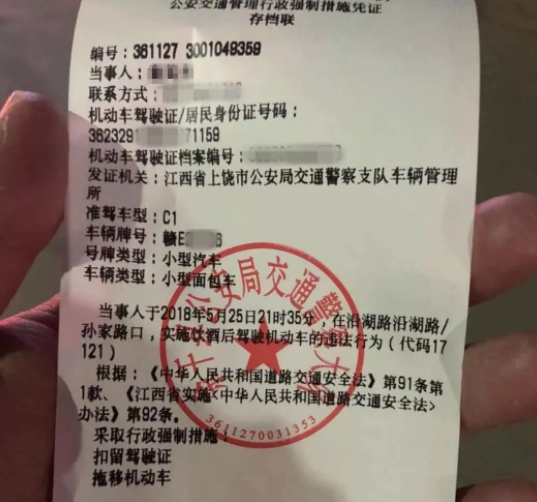 公安交通管理行政强制措施凭证
存档联
编号：361127 3001049359
当事人：
联系方式：
机动车驾驶证/居民身份证号码：
362329 71159
机动车驾驶证档案编号：
发证机关：江西省上饶市公安局交通警察支队车辆管理
所
准驾车型：C1
车辆牌号：赣E 6
号牌类型：小型汽车
车辆类型：小型面包车
当事人于2018年5月25日21时35分，在沿湖路沿湖路/
孙家路口，实施饮酒后驾驶机动车的违法行为（代码17
121）
根据：《中华人民共和国道路交通安全法》第91条第
1款、《江西省实施<中华人民共和国道路交通安全法>
办法》第92条。
采取行政强制措施：
扣留驾驶证
拖移机动车
公安局交通警察大队
3611270031353